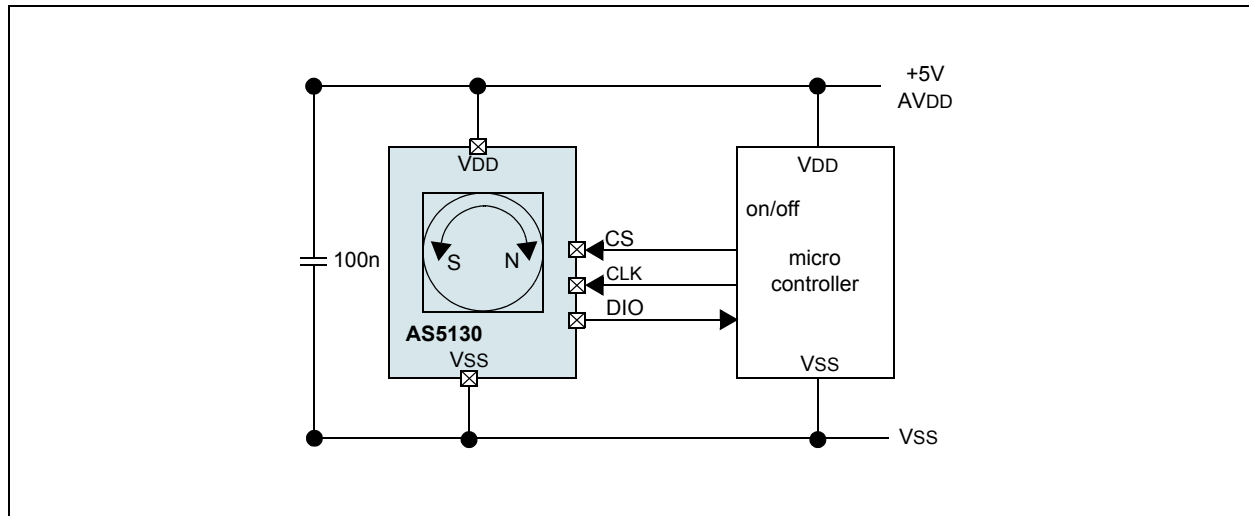 +5V
AVDD
VDD
VDD
on/off
CS
micro
controller
100n
S
N
CLK
DIO
AS5130
VSS
VSS
VSS